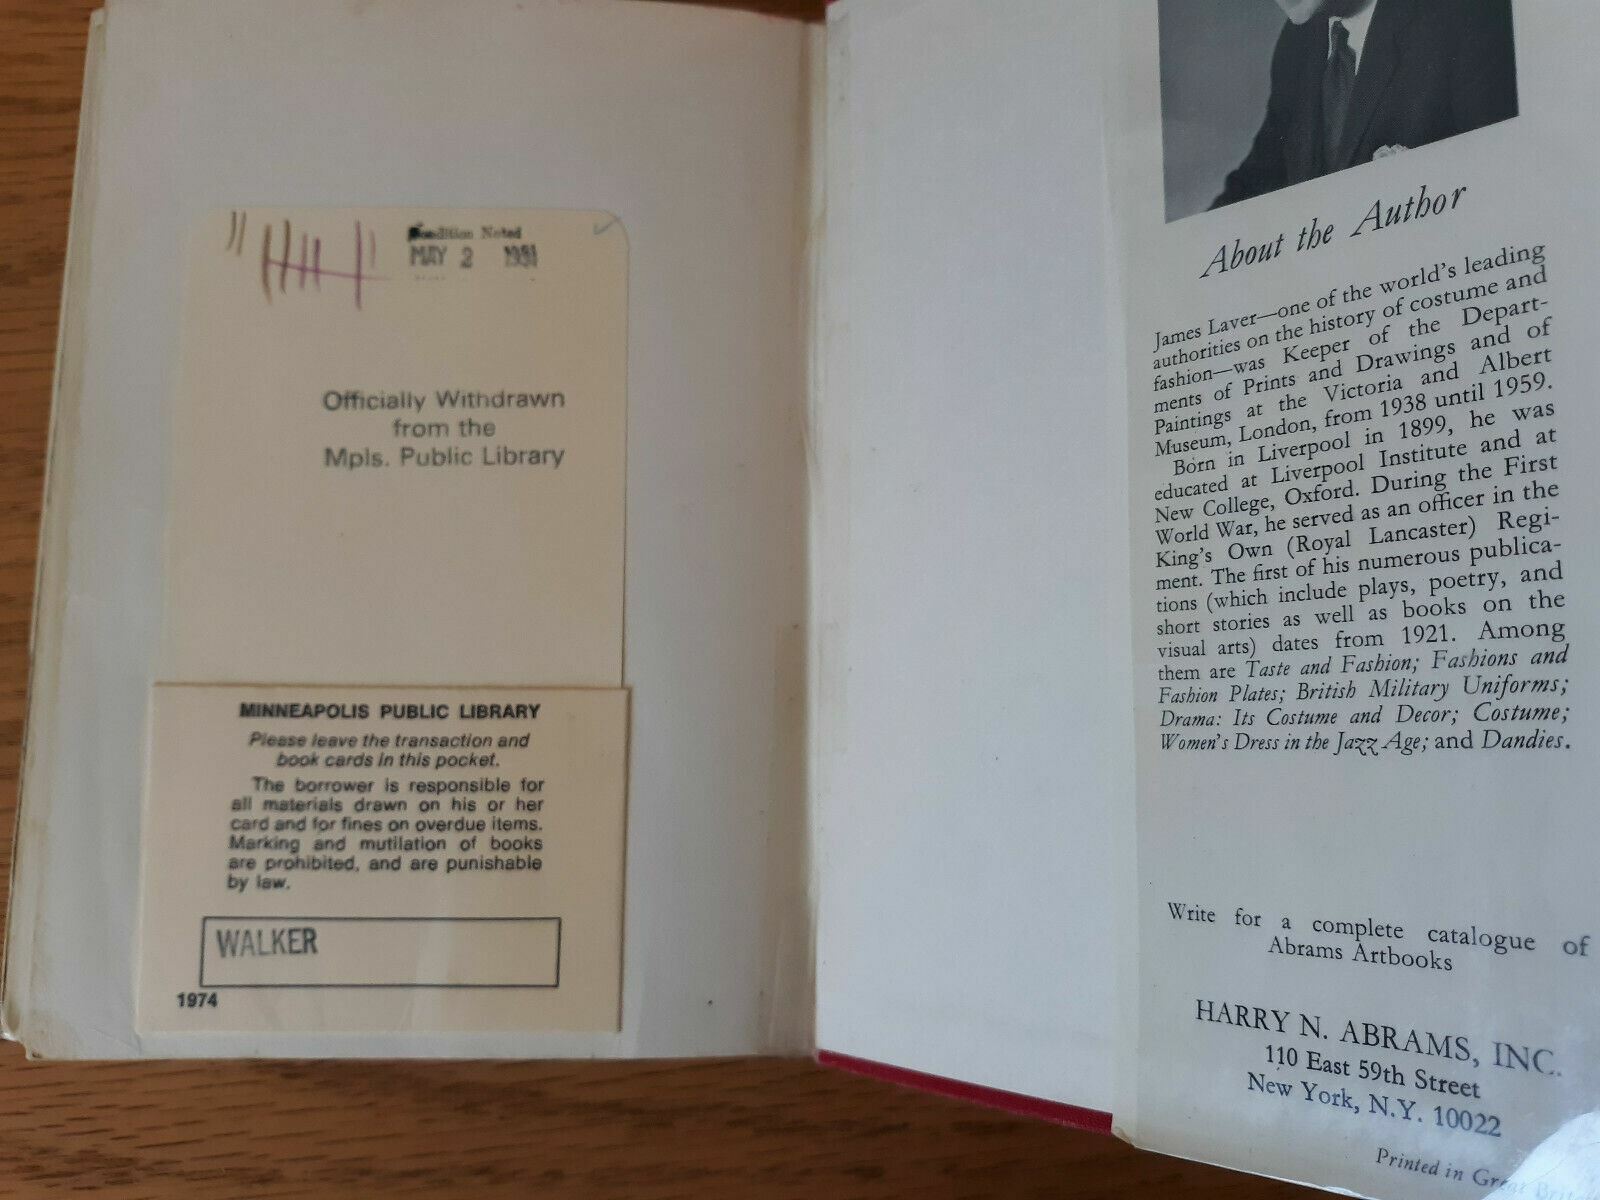 Condition Noted
MAY 2
Officially Withdrawn
from the
Mpls. Public Library
MINNEAPOLIS PUBLIC LIBRARY
Please leave the transaction and
book cards in this pocket.
The borrower is responsible for
all materials drawn on his or her
card and for fines on overdue items.
Marking and mutilation of books
are prohibited, and are punishable
by law.
WALKER
1974
About the Author
James Laver—one of the world's leading
authorities on the history of costume and
fashion—was Keeper of the Depart-
ments of Prints and Drawings and of
Paintings at the Victoria and Albert
Museum, London, from 1938 until 1959.
Born in Liverpool in 1899, he was
educated at Liverpool Institute and at
New College, Oxford. During the First
World War, he served as an officer in the
King's Own (Royal Lancaster) Regi-
ment. The first of his numerous publica-
tions (which include plays, poetry, and
short stories as well as books on the
visual arts) dates from 1921. Among
them are Taste and Fashion; Fashions and
Fashion Plates; British Military Uniforms;
Drama: Its Costume and Decor; Costume;
Women's Dress in the Jazz Age; and Dandies.
Write for a complete catalogue of
Abrams Artbooks
HARRY N. ABRAMS, INC.
110 East 59th Street
New York, N.Y. 10022
Printed in Great Britain